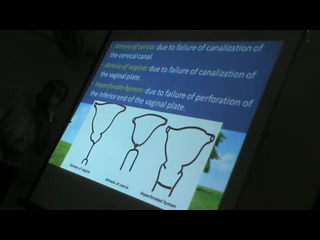 Atresia of cervix: due to failure of canalization of
the cervical canal.
• Atresia of vagina: due to failure of canalization of
the vaginal plate.
• Imperforate hymen: due to failure of perforation of
the inferior end of the vaginal plate.
Atresia of vagina
Atresia of cervix
Imperforated hymen